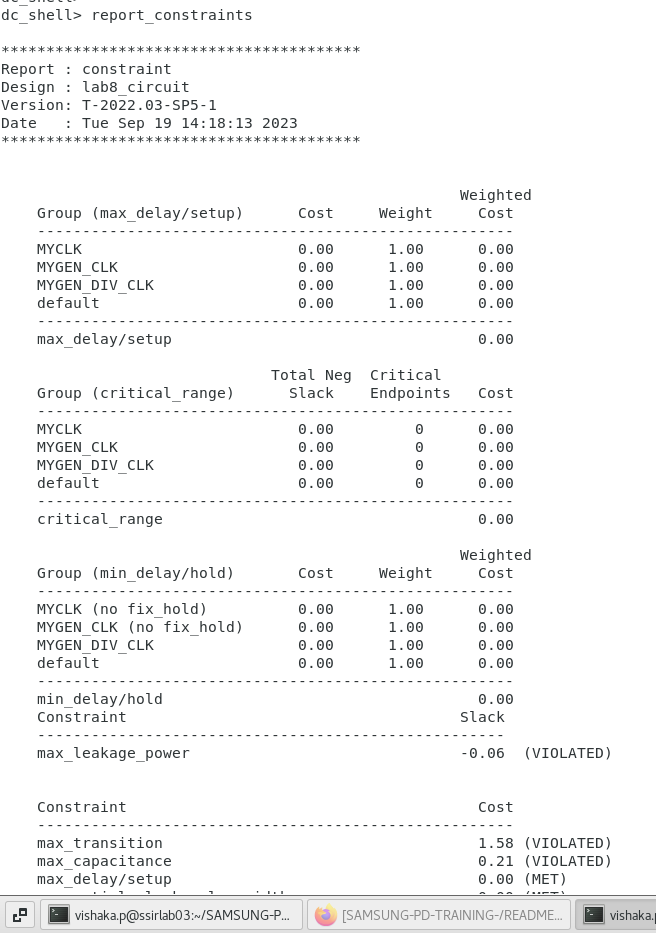 dc_shell> report_constraints
****************************************
Report : constraint
Design : lab8_circuit
Version: T-2022.03-SP5-1
Date   : Tue Sep 19 14:18:13 2023
****************************************
Weighted
Group (max_delay/setup)      Cost     Weight     Cost
-----------------------------------------------------
MYCLK                        0.00      1.00      0.00
MYGEN_CLK                    0.00      1.00      0.00
MYGEN_DIV_CLK                0.00      1.00      0.00
default                      0.00      1.00      0.00
-----------------------------------------------------
max_delay/setup                                  0.00
Total Neg  Critical
Group (critical_range)      Slack    Endpoints   Cost
-----------------------------------------------------
MYCLK                        0.00         0      0.00
MYGEN_CLK                    0.00         0      0.00
MYGEN_DIV_CLK                0.00         0      0.00
default                      0.00         0      0.00
-----------------------------------------------------
critical_range                                   0.00
Weighted
Group (min_delay/hold)       Cost     Weight     Cost
-----------------------------------------------------
MYCLK (no fix_hold)          0.00      1.00      0.00
MYGEN_CLK (no fix_hold)      0.00      1.00      0.00
MYGEN_DIV_CLK                0.00      1.00      0.00
default                      0.00      1.00      0.00
-----------------------------------------------------
min_delay/hold                                   0.00
Constraint                                     Slack
----------------------------------------------------
max_leakage_power                              -0.06  (VIOLATED)
Constraint                                       Cost
-----------------------------------------------------
max_transition                                   1.58 (VIOLATED)
max_capacitance                                  0.21 (VIOLATED)
max_delay/setup                                  0.00 (MET)
vishaka.p@ssirlab03:~/SAMSUNG-P...
[SAMSUNG-PD-TRAINING-/README...
vishaka.p